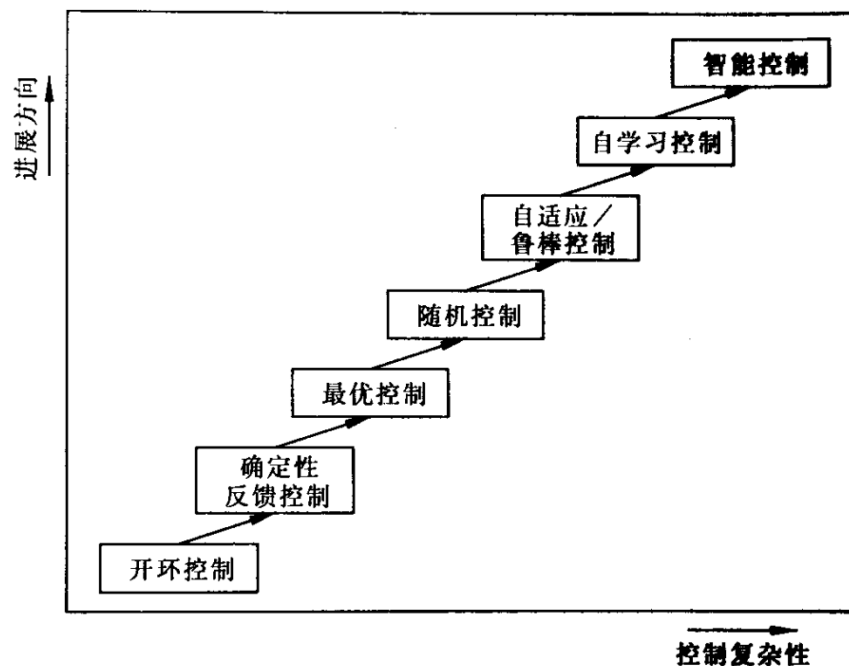 智能控制
进展方向
自学习控制
自适应／
鲁棒控制
随机控制
最优控制
确定性
反馈控制
开环控制
控制复杂性